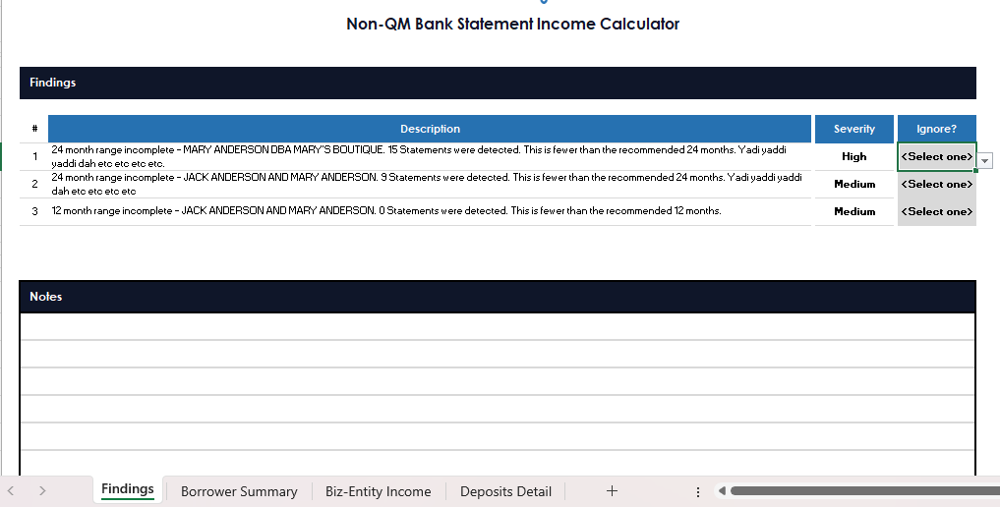 Non-QM Bank Statement Income Calculator
Findings
# Description Severity Ignore?
1 24 month range incomplete - MARY ANDERSON DBA MARY'S BOUTIQUE. 15 Statements were detected. This is fewer than the recommended 24 months. Yadi yaddi High <Select one>
yaddi dah etc etc etc etc.
2 24 month range incomplete - JACK ANDERSON AND MARY ANDERSON. 9 Statements were detected. This is fewer than the recommended 24 months. Yadi yaddi yaddi Medium <Select one>
dah etc etc etc etc
3 12 month range incomplete - JACK ANDERSON AND MARY ANDERSON. 0 Statements were detected. This is fewer than the recommended 12 months. Medium <Select one>
Notes
Findings Borrower Summary Biz-Entity Income Deposits Detail